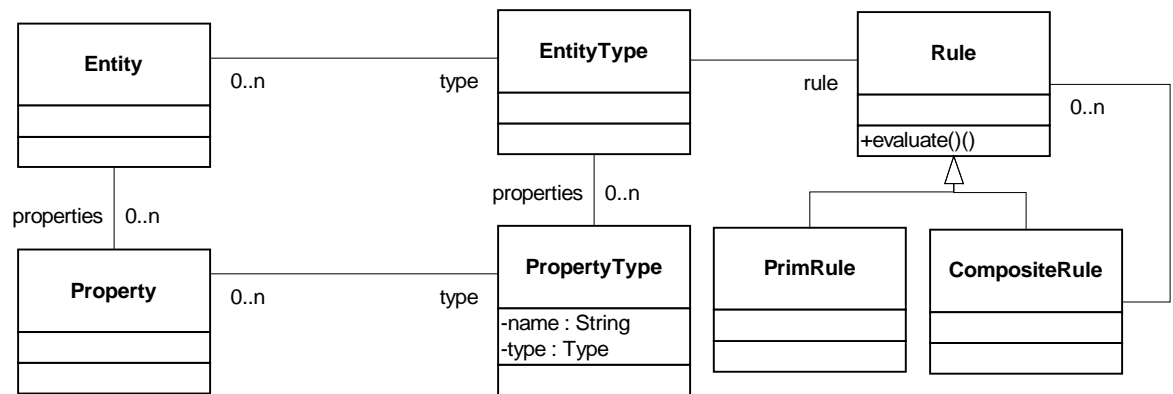 Entity
0..n
type
EntityType
rule
Rule
+evaluate()()
0..n
properties 0..n
properties 0..n
Property
0..n
type
PropertyType
-name : String
-type : Type
PrimRule
CompositeRule